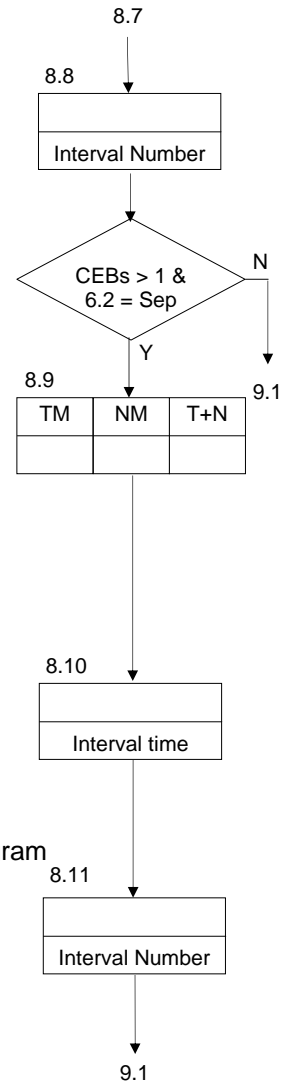 8.7
8.8
Interval Number
CEBs > 1 &
6.2 = Sep
N
Y
8.9
9.1
TM NM T+N
8.10
Interval time
ram
8.11
Interval Number
9.1